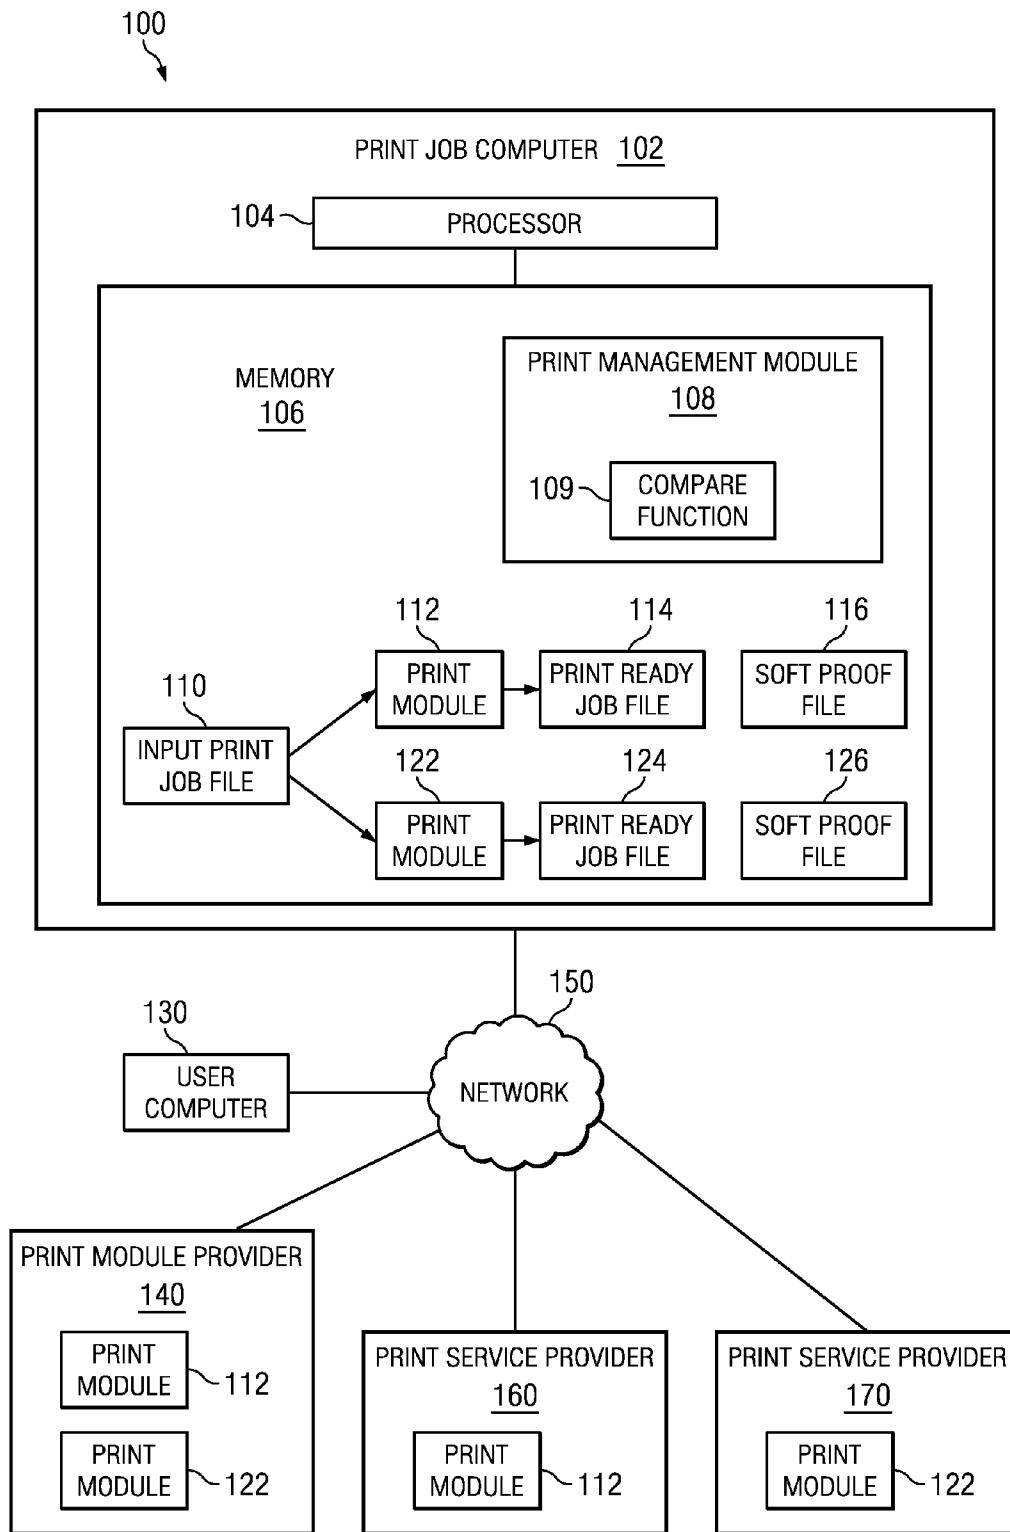 100
PRINT JOB COMPUTER 102
104
PROCESSOR
MEMORY
106
PRINT MANAGEMENT MODULE
108
109
COMPARE
FUNCTION
112
114
116
PRINT
MODULE
PRINT READY
JOB FILE
SOFT PROOF
FILE
110
INPUT PRINT
JOB FILE
122
124
126
PRINT
MODULE
PRINT READY
JOB FILE
SOFT PROOF
FILE
150
NETWORK
130
USER
COMPUTER
PRINT MODULE PROVIDER
140
PRINT
MODULE
112
PRINT
MODULE
122
PRINT SERVICE PROVIDER
160
PRINT
MODULE
112
PRINT SERVICE PROVIDER
170
PRINT
MODULE
122